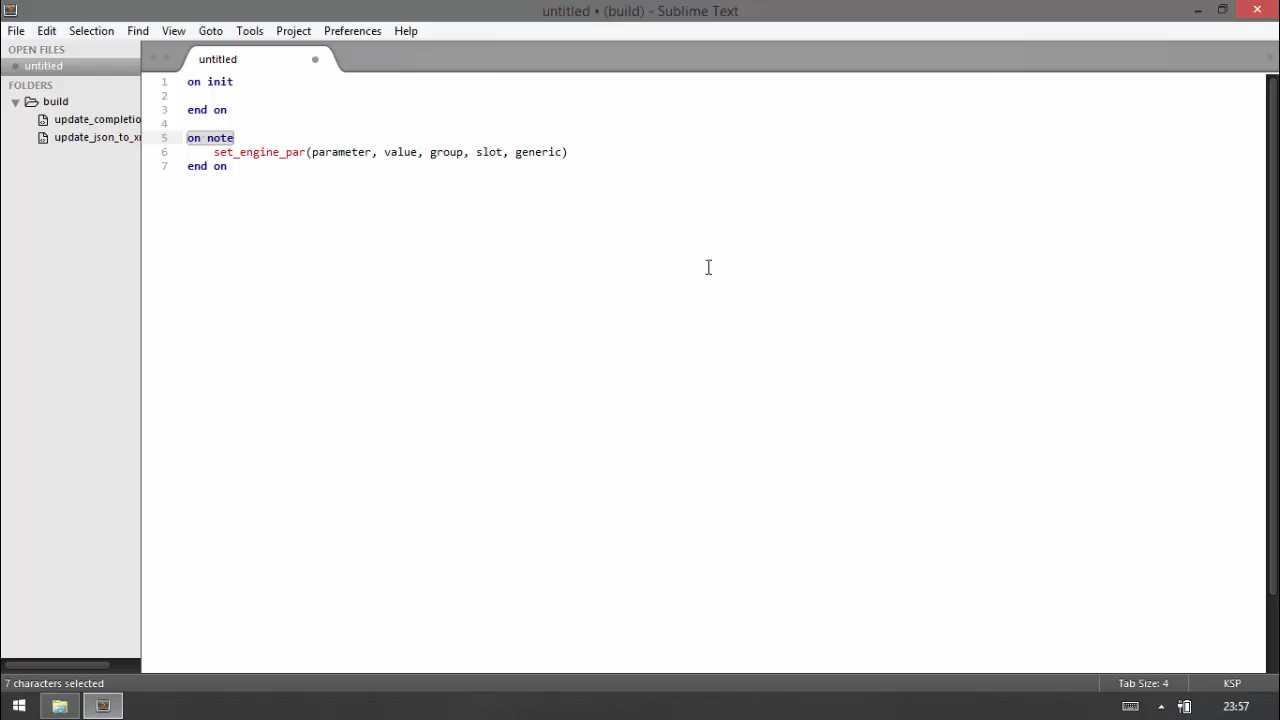 untitled • (build) - Sublime Text
File Edit Selection Find View Goto Tools Project Preferences Help
OPEN FILES
untitled
FOLDERS
build
update_completio
update_json_to_x
untitled
1 on init
2
3 end on
4
5 on note
6 set_engine_par(parameter, value, group, slot, generic)
7 end on
7 characters selected
Tab Size: 4
KSP
23:57